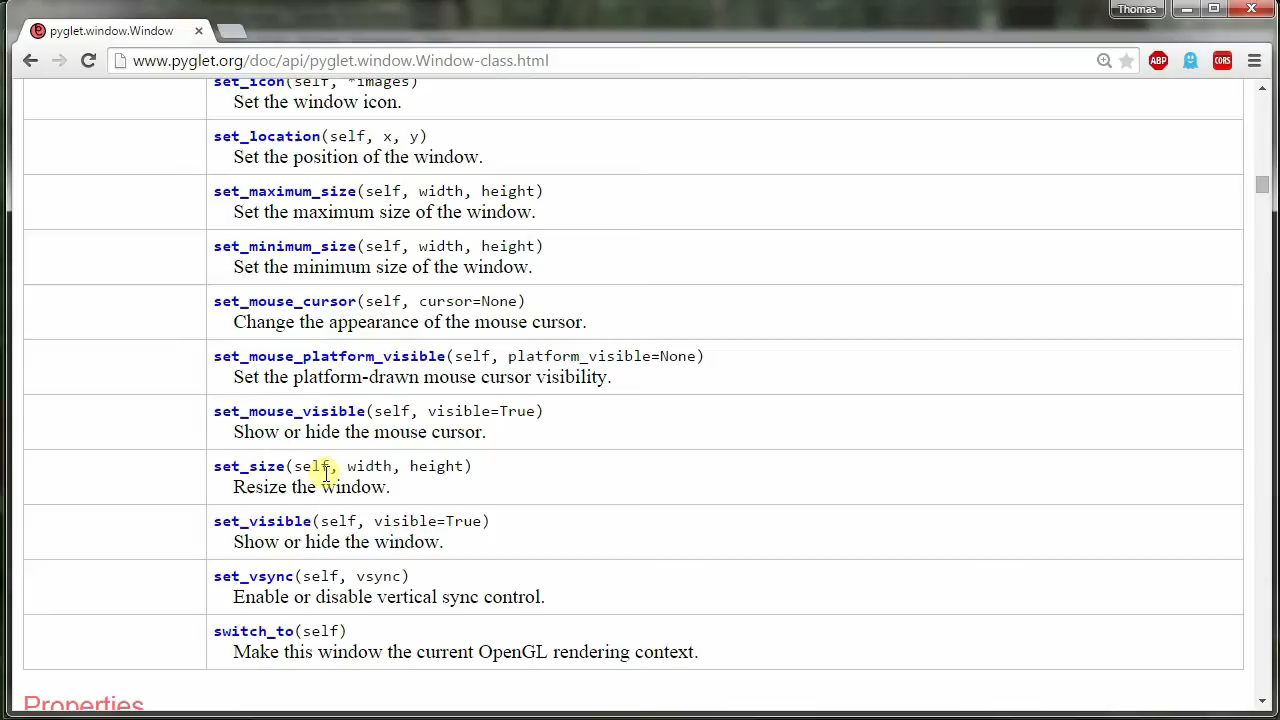 Thomas
pyglet.window.Window
www.pyglet.org/doc/api/pyglet.window.Window-class.html
ABP
CORS
set_icon(self, *images)
Set the window icon.
set_location(self, x, y)
Set the position of the window.
set_maximum_size(self, width, height)
Set the maximum size of the window.
set_minimum_size(self, width, height)
Set the minimum size of the window.
set_mouse_cursor(self, cursor=None)
Change the appearance of the mouse cursor.
set_mouse_platform_visible(self, platform_visible=None)
Set the platform-drawn mouse cursor visibility.
set_mouse_visible(self, visible=True)
Show or hide the mouse cursor.
set_size(self, width, height)
Resize the window.
set_visible(self, visible=True)
Show or hide the window.
set_vsync(self, vsync)
Enable or disable vertical sync control.
switch_to(self)
Make this window the current OpenGL rendering context.
Properties